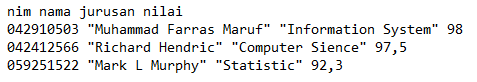 nim nama jurusan nilai
042910503 "Muhammad Farras Maruf" "Information System" 98
042412566 "Richard Hendric" "Computer Sience" 97,5
059251522 "Mark L Murphy" "Statistic" 92,3